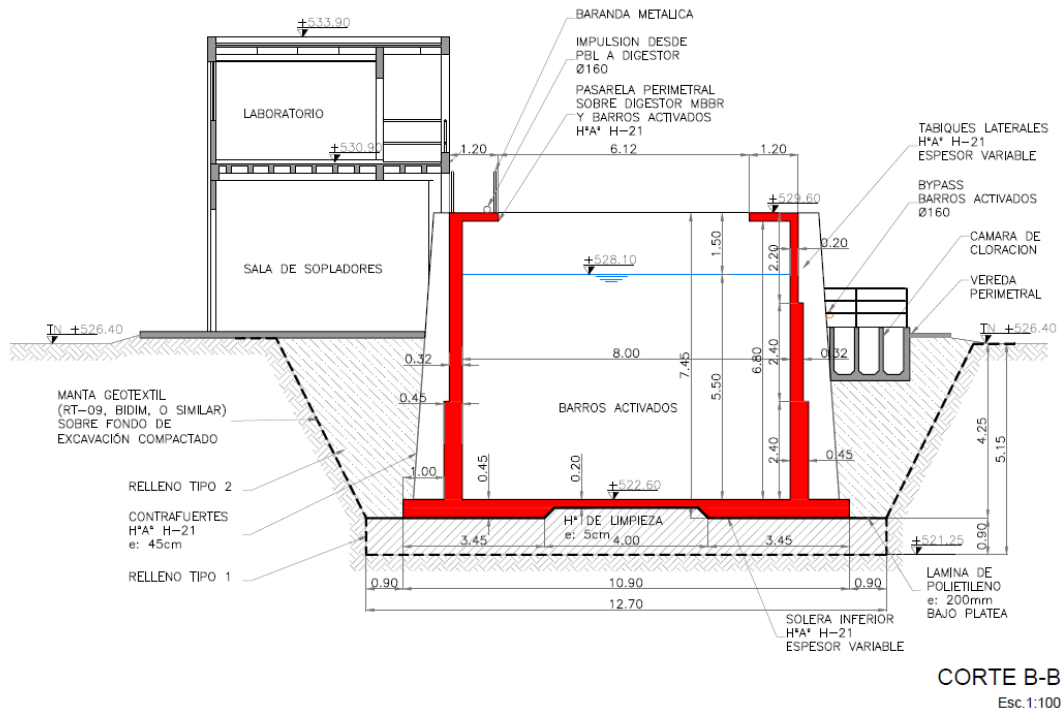 +533.90
BARANDA METALICA
IMPULSION DESDE
PBL A DIGESTOR
Ø160
PASARELA PERIMETRAL
SOBRE DIGESTOR MBBR
Y BARROS ACTIVADOS
HºAº H-21
LABORATORIO
TABIQUES LATERALES
HºAº H-21
ESPESOR VARIABLE
+530.90
1.20
6.12
1.20
BYPASS
BARROS ACTIVADOS
Ø160
+529.60
CAMARA DE
CLORACION
1.50
2.20
0.20
SALA DE SOPLADORES
+528.10
VEREDA
PERIMETRAL
TN +526.40
TN +526.40
0.32
8.00
7.45
5.50
6.80
2.40
0.32
MANTA GEOTEXTIL
(RT-09, BIDIM, O SIMILAR)
SOBRE FONDO DE
EXCAVACIÓN COMPACTADO
0.45
BARROS ACTIVADOS
4.25
5.15
2.40
0.45
1.00
0.45
0.20
RELLENO TIPO 2
+522.60
CONTRAFUERTES
HºAº H-21
e: 45cm
Hº DE LIMPIEZA
e: 5cm
3.45
4.00
3.45
0.90
+521.25
RELLENO TIPO 1
0.90
10.90
0.90
12.70
LAMINA DE
POLIETILENO
e: 200mm
BAJO PLATEA
SOLERA INFERIOR
HºAº H-21
ESPESOR VARIABLE
CORTE B-B
Esc.1:100